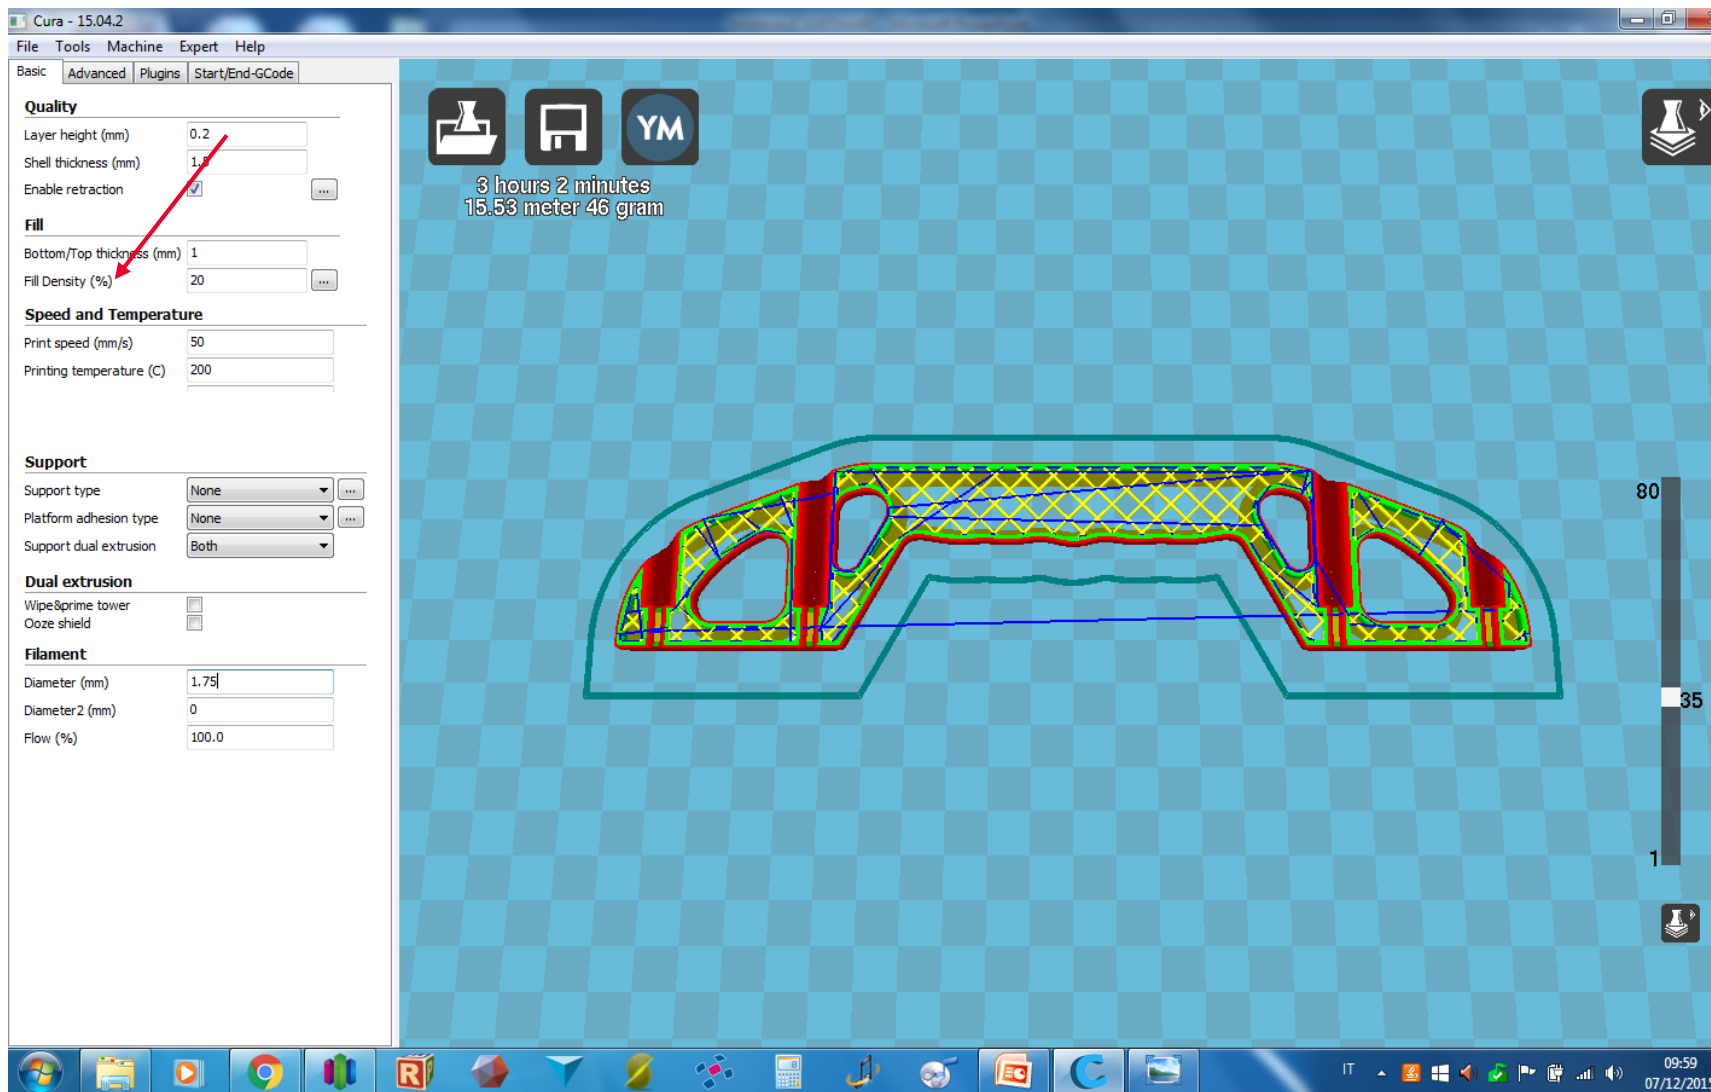 Cura - 15.04.2
File Tools Machine Expert Help
Basic Advanced Plugins Start/End-GCode
Quality
Layer height (mm) 0.2
Shell thickness (mm)
Enable retraction ...
Fill
Bottom/Top thickness (mm) 1
Fill Density (%) 20 ...
Speed and Temperature
Print speed (mm/s) 50
Printing temperature (C) 200
Support
Support type None ...
Platform adhesion type None ...
Support dual extrusion Both
Dual extrusion
Wipe&prime tower
Ooze shield
Filament
Diameter (mm) 1.75
Diameter2 (mm) 0
Flow (%) 100.0
YM
3 hours 2 minutes
15.53 meter 46 gram
80
35
1
IT
09:59